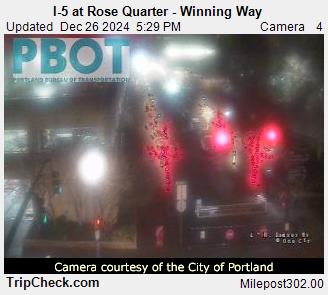 I-5 at Rose Quarter - Winning Way
Updated Dec 26 2024 5:29 PM Camera 4
PBOT
PORTLAND BUREAU OF TRANSPORTATION
Camera courtesy of the City of Portland
TripCheck.com Milepost302.00